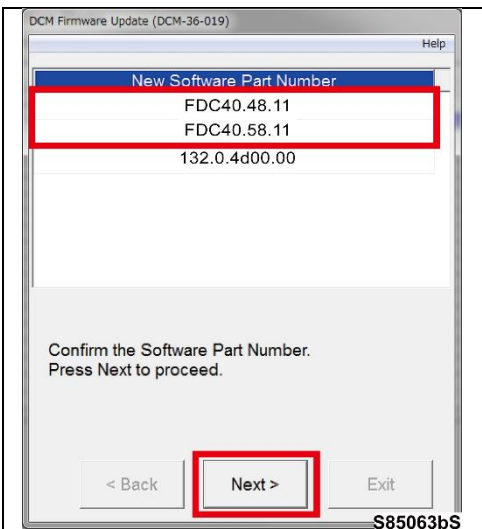 DCM Firmware Update (DCM-36-019)
Help
New Software Part Number
FDC40.48.11
FDC40.58.11
132.0.4d00.00
Confirm the Software Part Number.
Press Next to proceed.
< Back
Next >
Exit
S85063bS